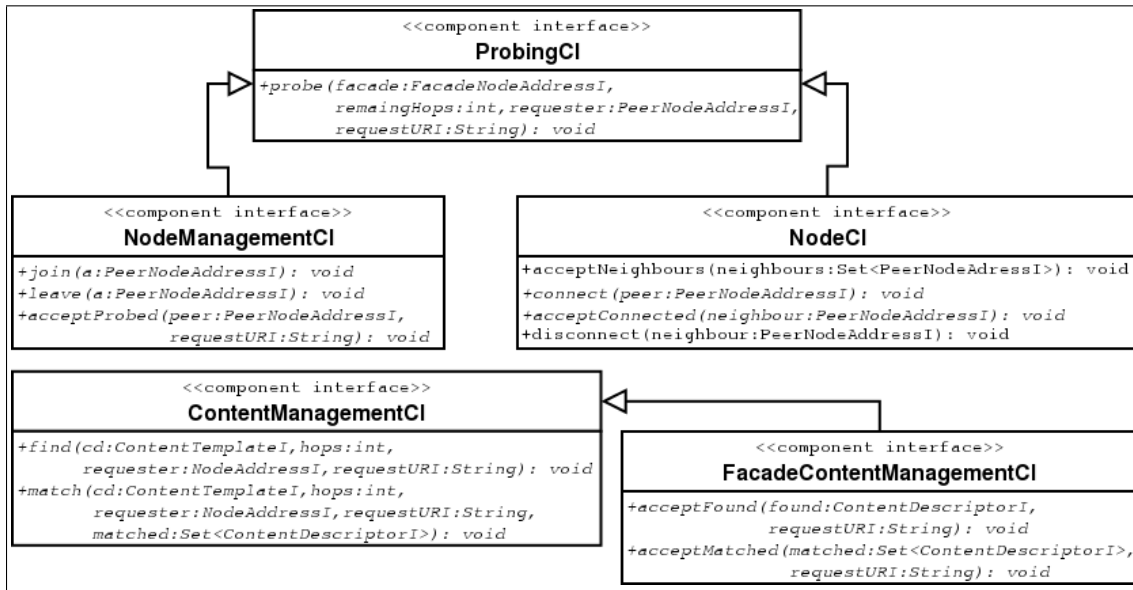 <<component interface>>
ProbingCI
+probe(facade:FacadeNodeAddressI,
remaingHops:int,requester:PeerNodeAddressI,
requestURI:String): void
<<component interface>>
NodeManagementCI
+join(a:PeerNodeAddressI): void
+leave(a:PeerNodeAddressI): void
+acceptProbed(peer:PeerNodeAddressI,
requestURI:String): void
<<component interface>>
NodeCI
+acceptNeighbours(neighbours:Set<PeerNodeAdressI>): void
+connect(peer:PeerNodeAddressI): void
+acceptConnected(neighbour:PeerNodeAddressI): void
+disconnect(neighbour:PeerNodeAddressI): void
<<component interface>>
ContentManagementCI
+find(cd:ContentTemplateI,hops:int,
requester:NodeAddressI,requestURI:String): void
+match(cd:ContentTemplateI,hops:int,
requester:NodeAddressI,requestURI:String,
matched:Set<ContentDescriptorI>): void
<<component interface>>
FacadeContentManagementCI
+acceptFound(found:ContentDescriptorI,
requestURI:String): void
+acceptMatched(matched:Set<ContentDescriptorI>,
requestURI:String): void